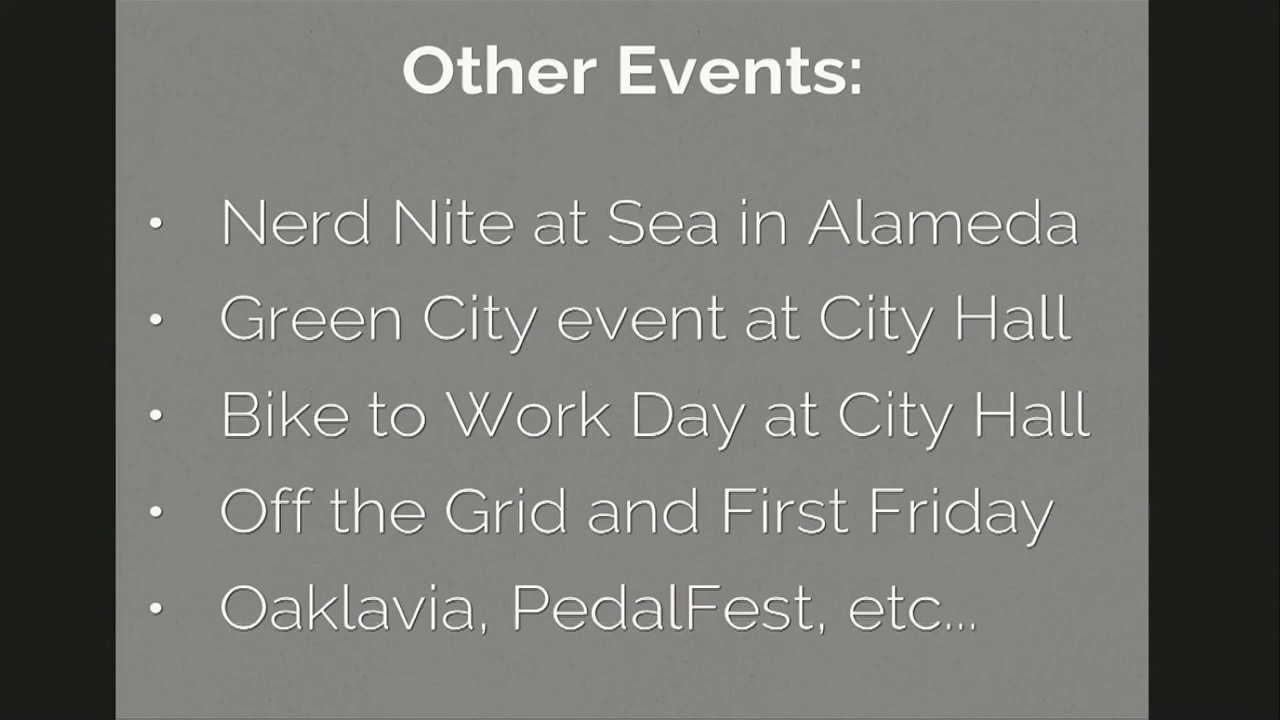 Other Events:
• Nerd Nite at Sea in Alameda
• Green City event at City Hall
• Bike to Work Day at City Hall
• Off the Grid and First Friday
• Oaklavia, PedalFest, etc...